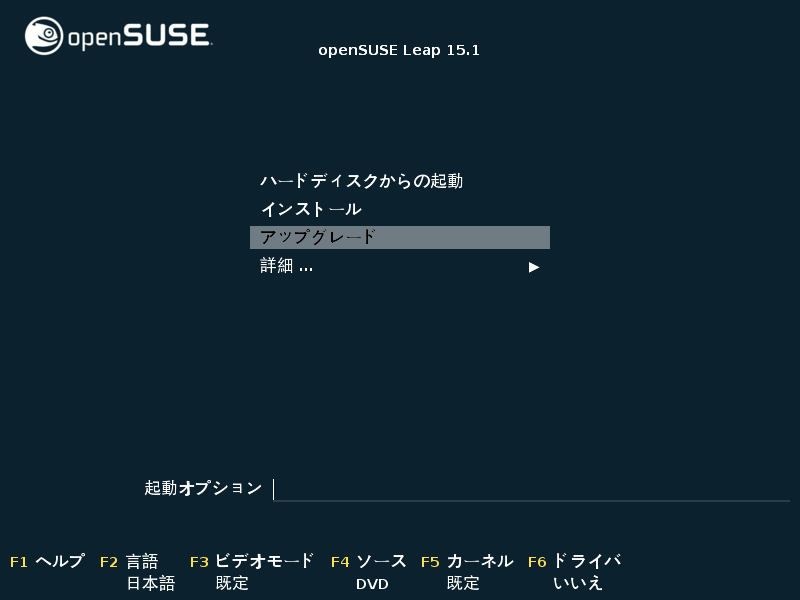 openSUSE.
openSUSE Leap 15.1
ハードディスクからの起動
インストール
アップグレード
詳細 ... ▶
起動オプション
F1 ヘルプ F2 言語 F3 ビデオモード F4 ソース F5 カーネル F6 ドライバ
日本語 既定 DVD 既定 いいえ